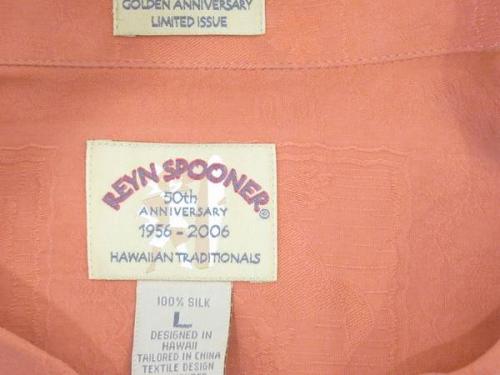 GOLDEN ANNIVERSARY
LIMITED ISSUE
REYN SPOONER®
50th
ANNIVERSARY
1956 - 2006
HAWAIIAN TRADITIONALS
100% SILK
L
DESIGNED IN
HAWAII
TAILORED IN CHINA
TEXTILE DESIGN